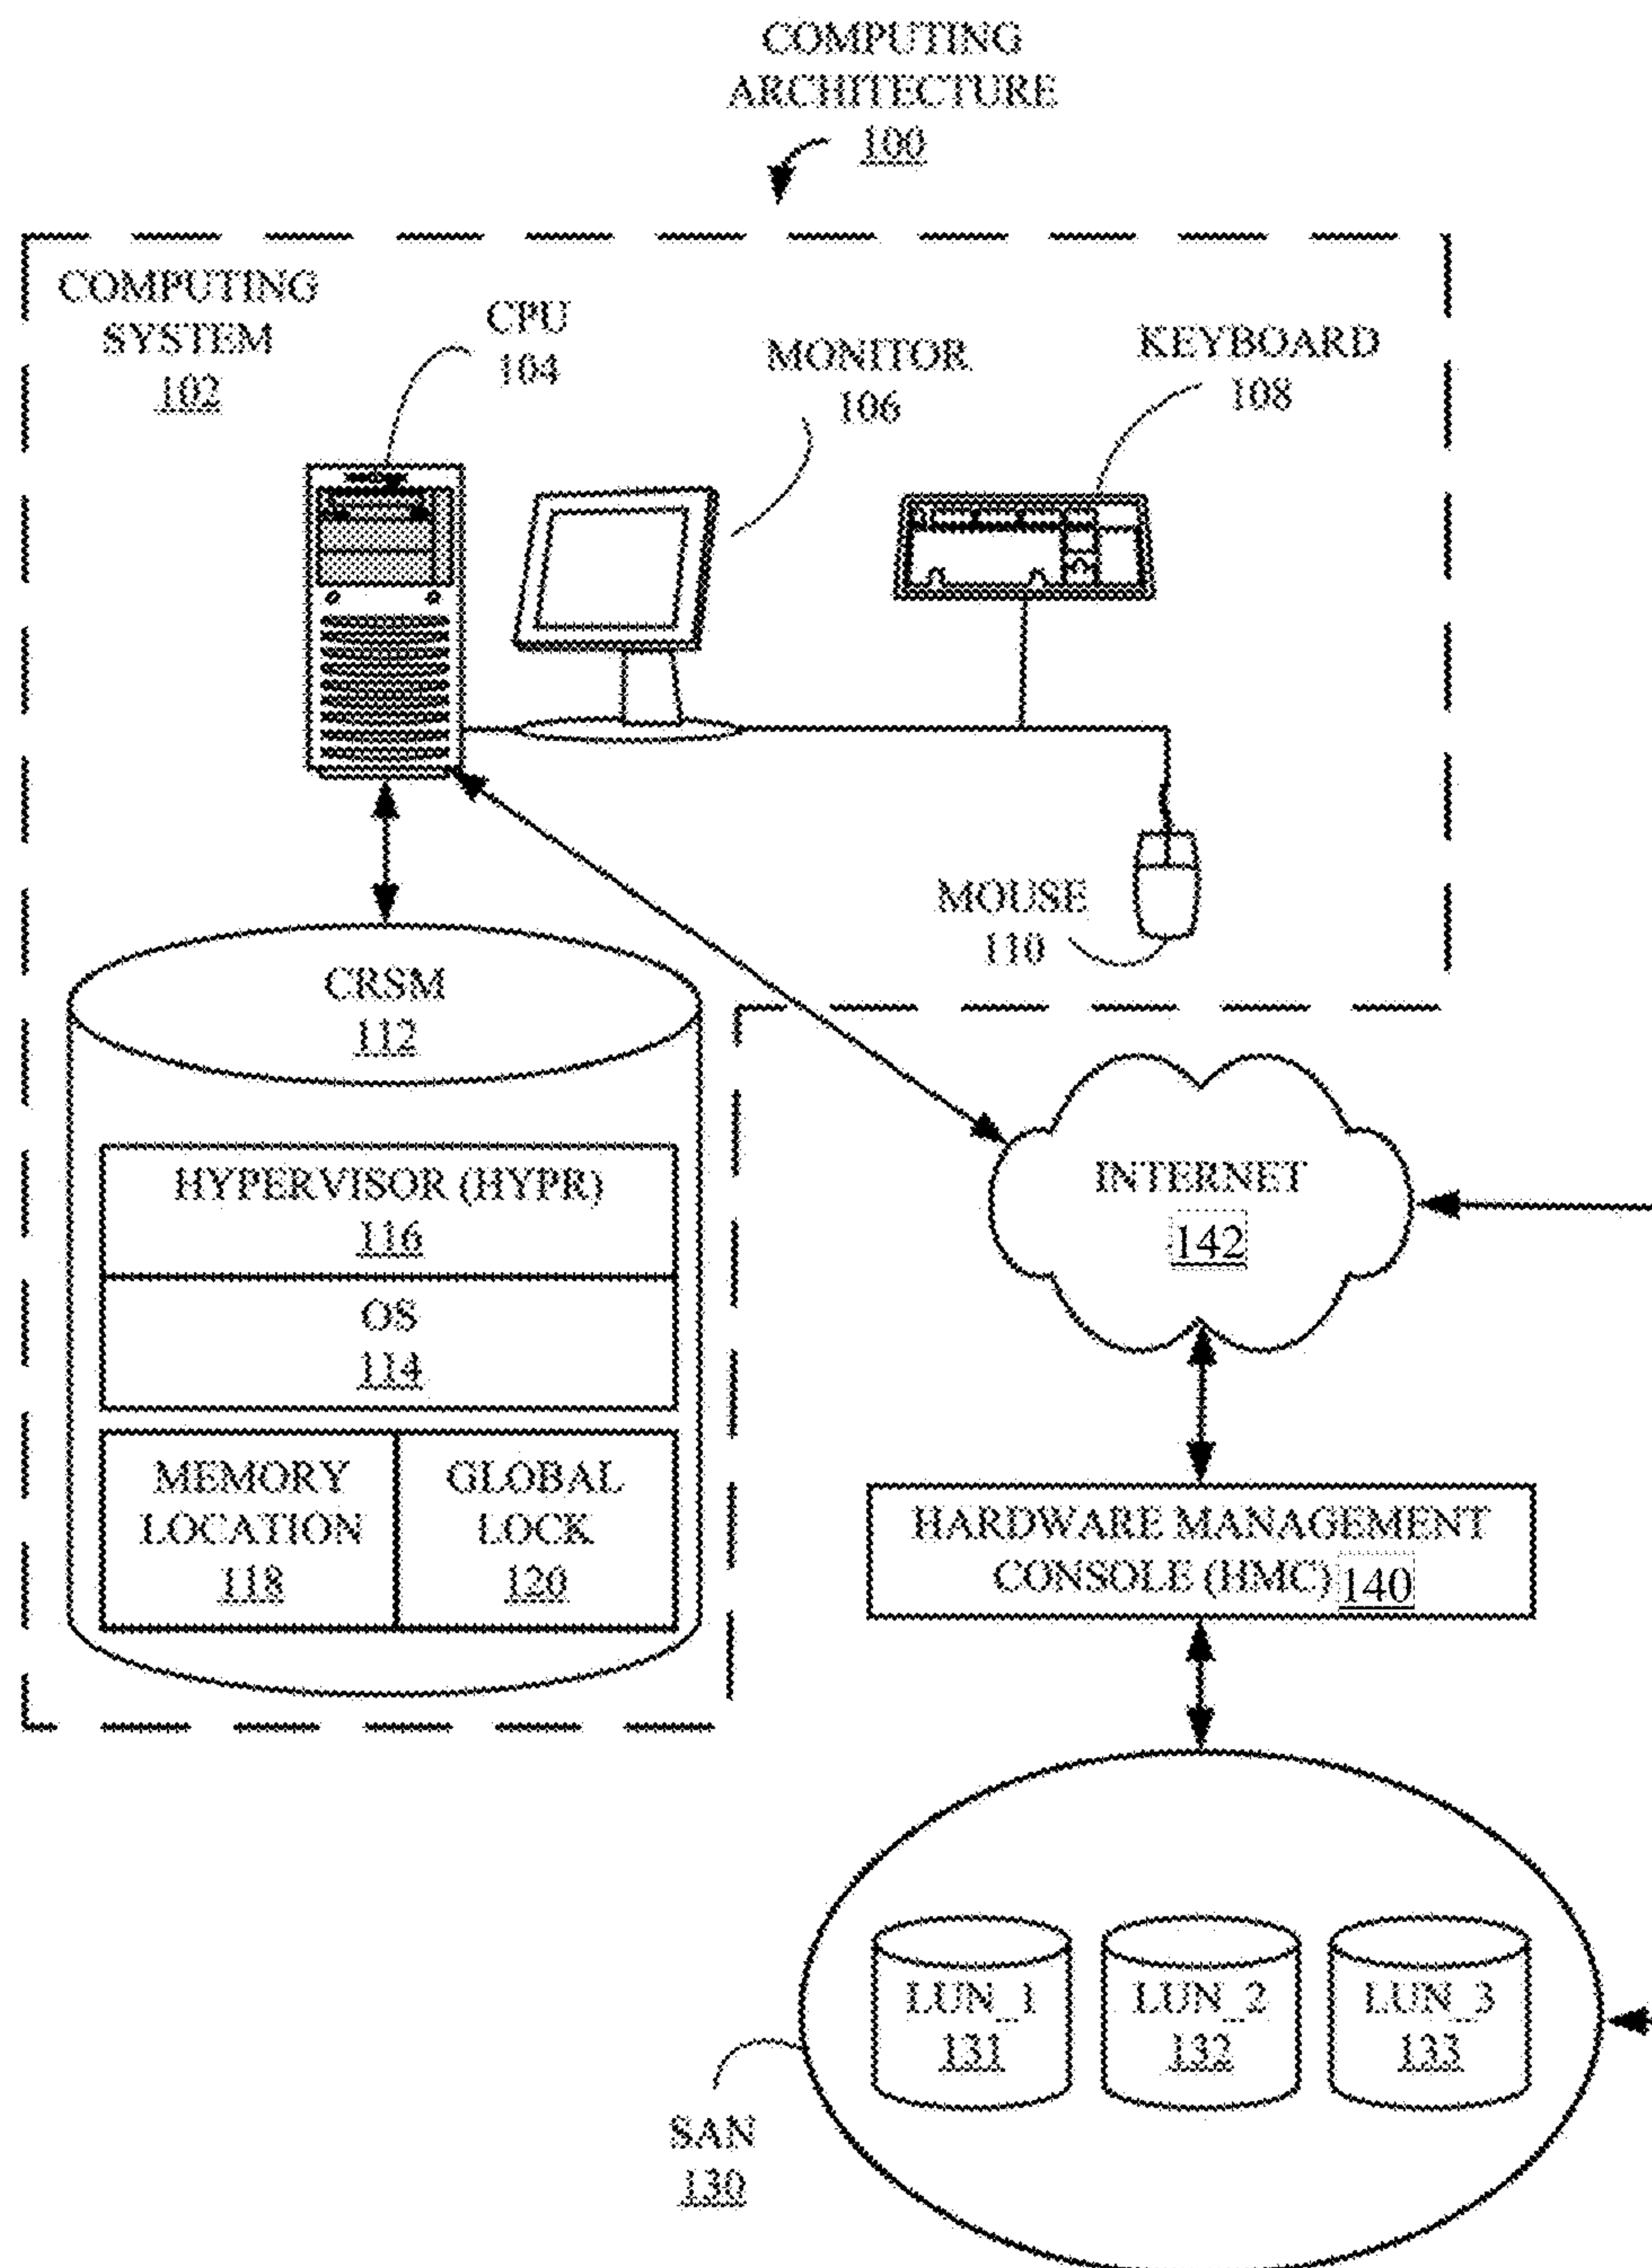 COMPUTING
ARCHITECTURE
100
COMPUTING
SYSTEM
102
CPU
104
MONITOR
106
KEYBOARD
108
MOUSE
110
CRSM
112
HYPERVISOR (HYPR)
116
OS
114
MEMORY
LOCATION
118
GLOBAL
LOCK
120
INTERNET
142
HARDWARE MANAGEMENT
CONSOLE (HMC) 140
LUN_1
131
LUN_2
132
LUN_3
133
SAN
130